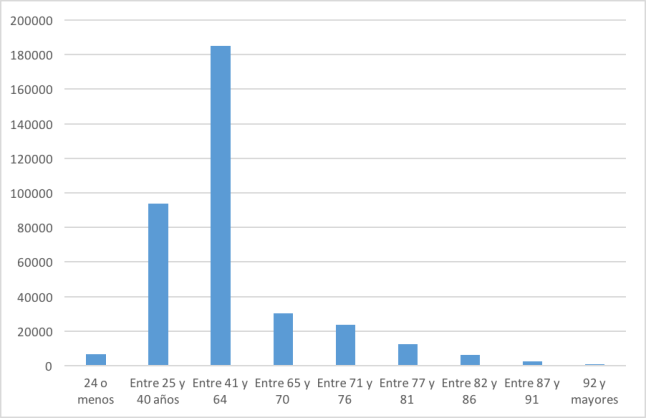 200000
180000
160000
140000
120000
100000
80000
60000
40000
20000
0
24 o menos
Entre 25 y 40 años
Entre 41 y 64
Entre 65 y 70
Entre 71 y 76
Entre 77 y 81
Entre 82 y 86
Entre 87 y 91
92 y mayores